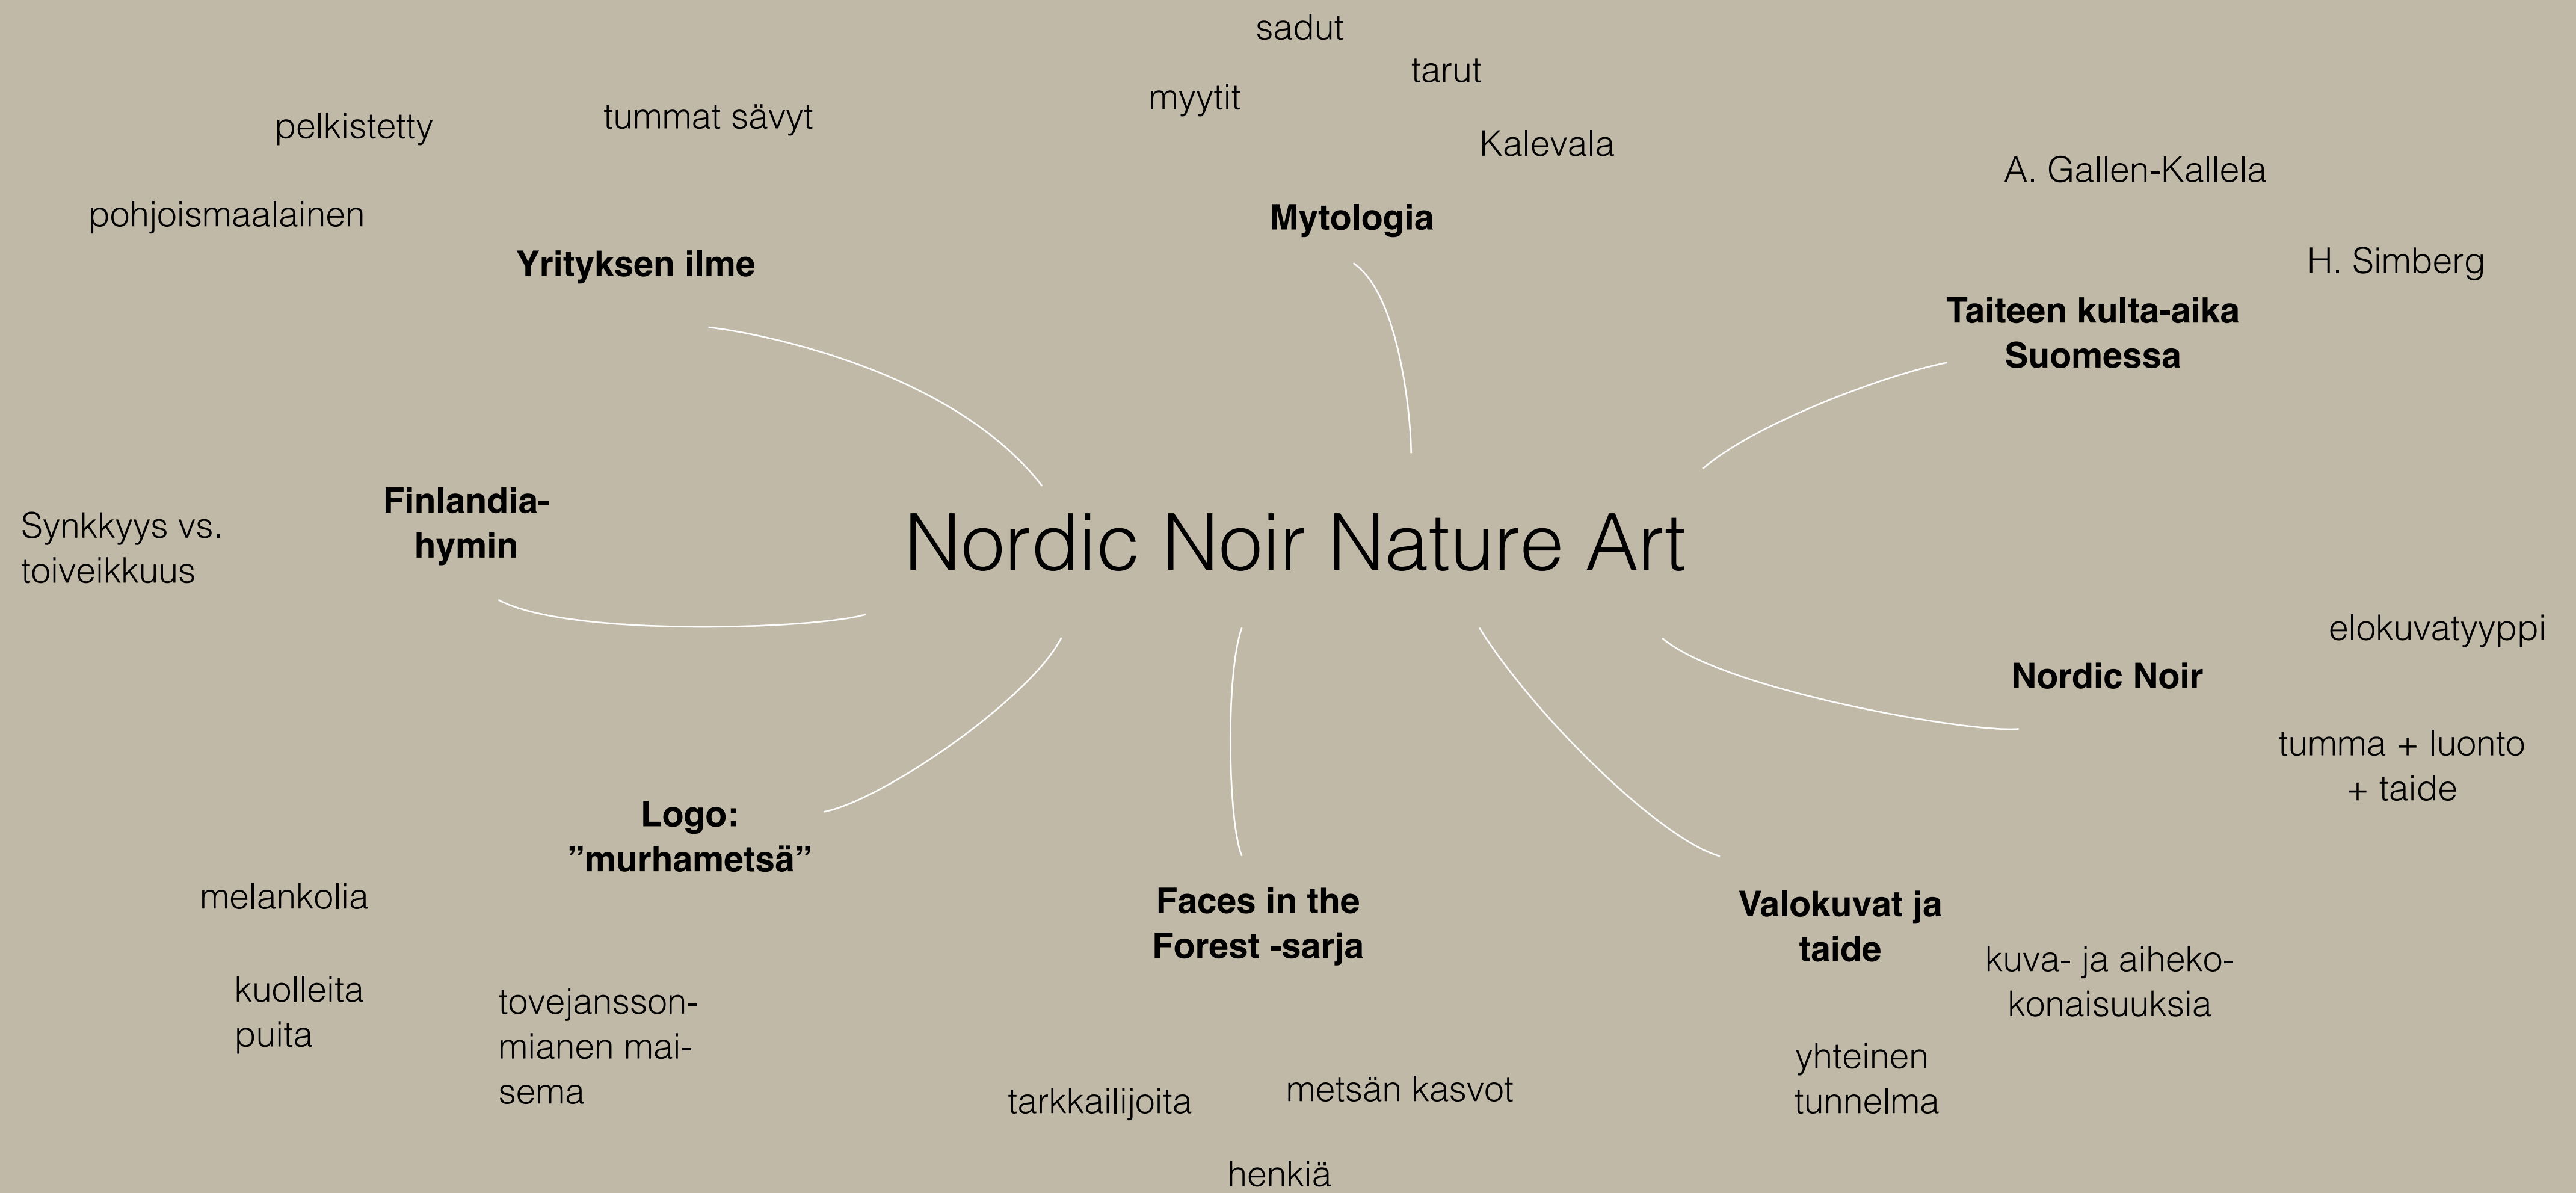 sadut
tarut
myytit
Kalevala
Mytologia
pelkistetty
tummat sävyt
pohjoismaalainen
Yrityksen ilme
A. Gallen-Kallela
H. Simberg
Taiteen kulta-aika
Suomessa
Finlandia-
hymin
Synkkyys vs.
toiveikkuus
Nordic Noir Nature Art
elokuvatyyppi
Nordic Noir
tumma + luonto
+ taide
Logo:
”murhametsä”
melankolia
kuolleita
puita
tovejansson-
mianen mai-
sema
Faces in the
Forest -sarja
tarkkailijoita
metsän kasvot
henkiä
Valokuvat ja
taide
kuva- ja aiheko-
konaisuuksia
yhteinen
tunnelma